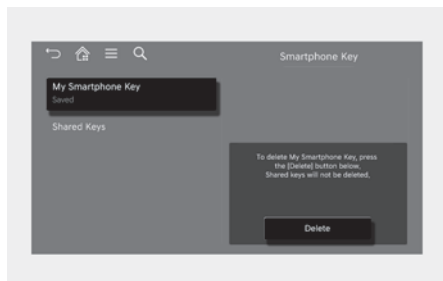 Smartphone Key
My Smartphone Key
Saved
Shared Keys
To delete My Smartphone Key, press
the [Delete] button below.
Shared keys will not be deleted.
Delete